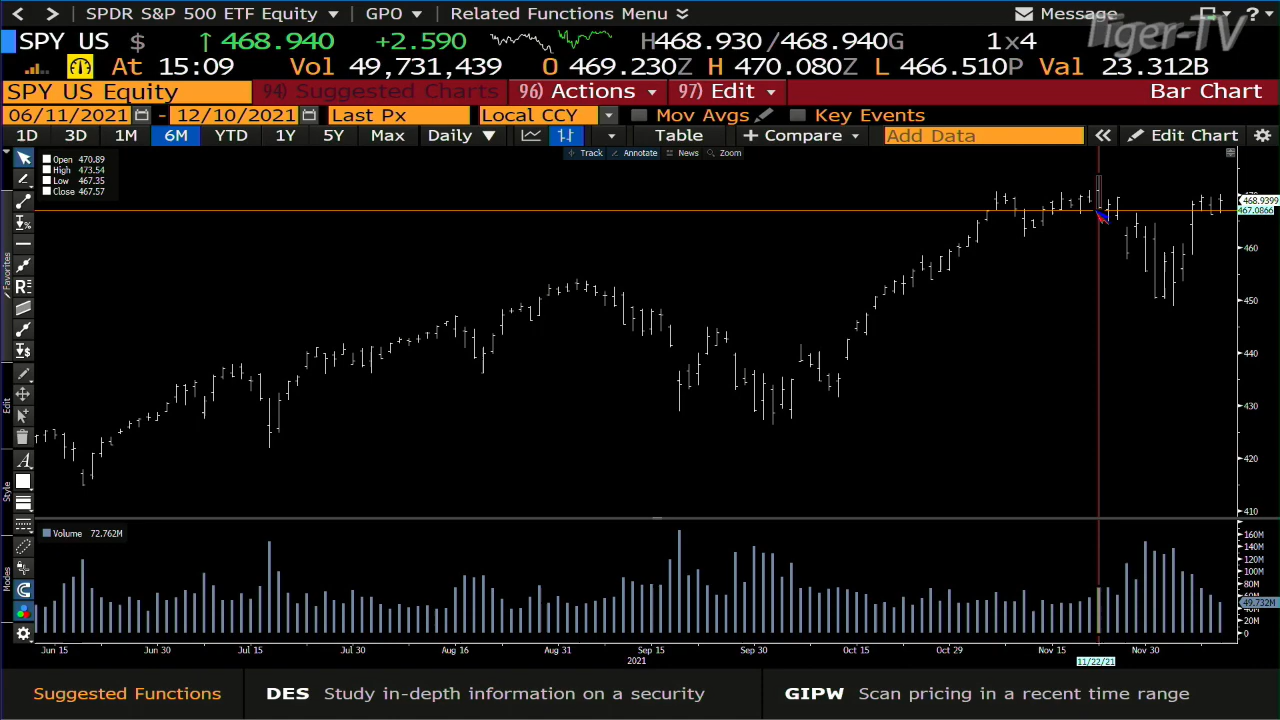 SPDR S&P 500 ETF Equity GPO Related Functions Menu Message ?
SPY US $ ↑ 468.940 +2.590 H468.930 /468.940G 1x4
Tiger-TV
At 15:09 Vol 49,731,439 O 469.230Z H 470.080Z L 466.510P Val 23.312B
SPY US Equity 94) Suggested Charts 96) Actions 97) Edit Bar Chart
06/11/2021 - 12/10/2021 Last Px Local CCY Mov Avgs Key Events
1D 3D 1M 6M YTD 1Y 5Y Max Daily ▼ Table + Compare Add Data « Edit Chart
Track Annotate News Zoom
Open 470.89
High 473.54
Low 467.35
Close 467.57
470
468.9399
467.0866
460
450
440
430
420
410
Favorites
Edit
Style
Modes
Volume 72.762M
160M
140M
120M
100M
80M
60M
49.732M
40M
20M
0
Jun 15 Jun 30 Jul 15 Jul 30 Aug 16 Aug 31 Sep 15 Sep 30 Oct 15 Oct 29 Nov 15 Nov 30
2021 11/22/21
Suggested Functions DES Study in-depth information on a security GIPW Scan pricing in a recent time range